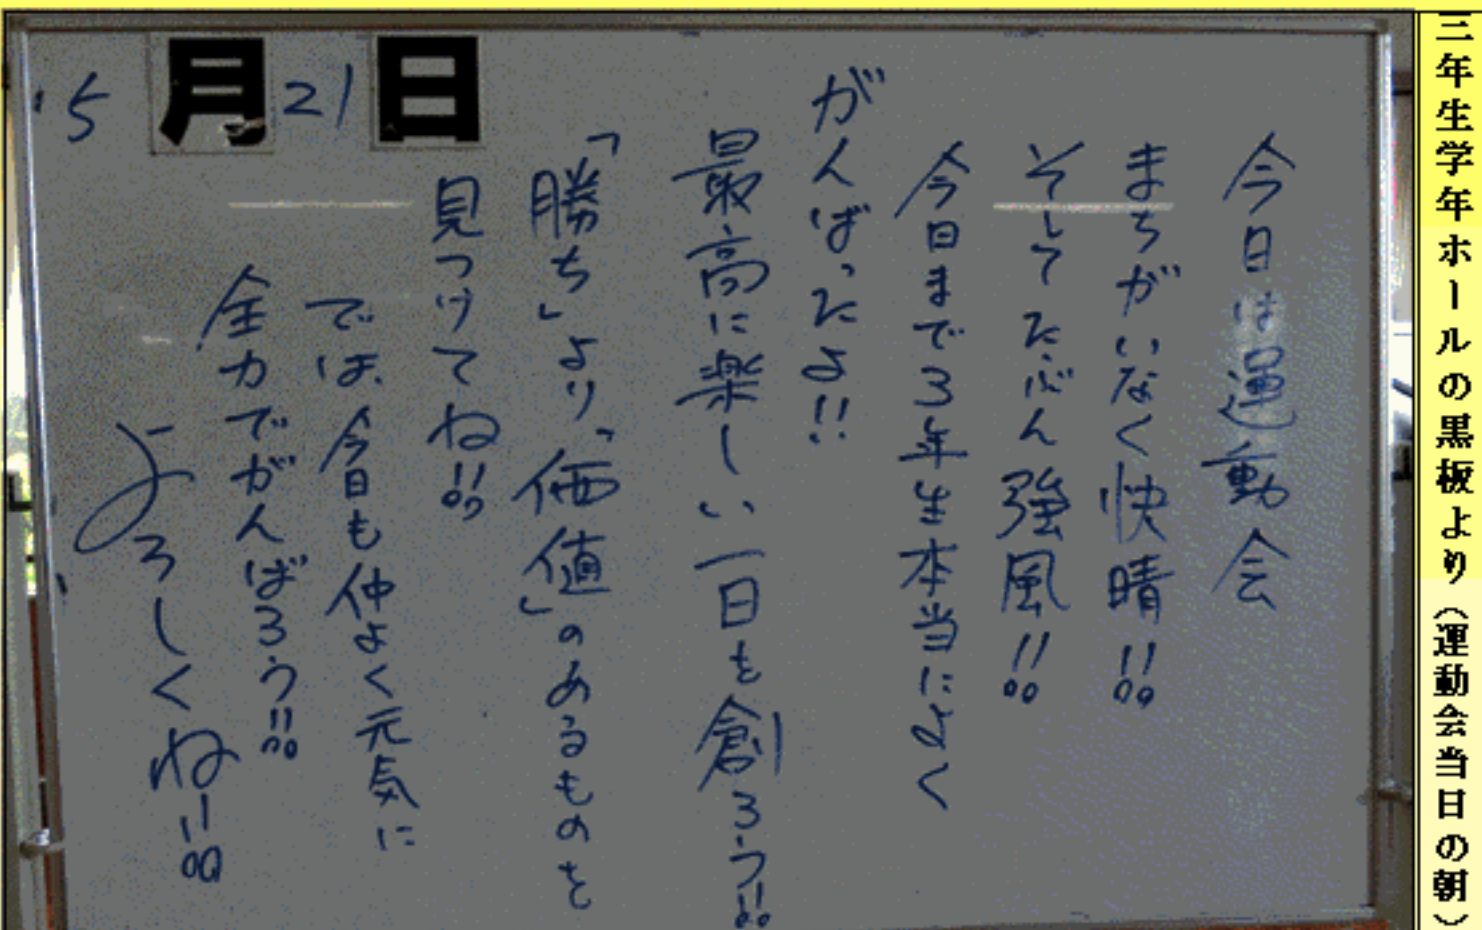 三年生学年ホールの黒板より（運動会当日の朝）
5月21日
今日は運動会
まちがいなく快晴!!
そしてたぶん強風!!
今日まで3年生本当によく
がんばったよ!!
最高に楽しい一日を創ろう!!
「勝ち」より、「価値」のあるものを
見つけてね!!
では、今日も仲よく元気に
全力でがんばろう!!
よろしくねー!!